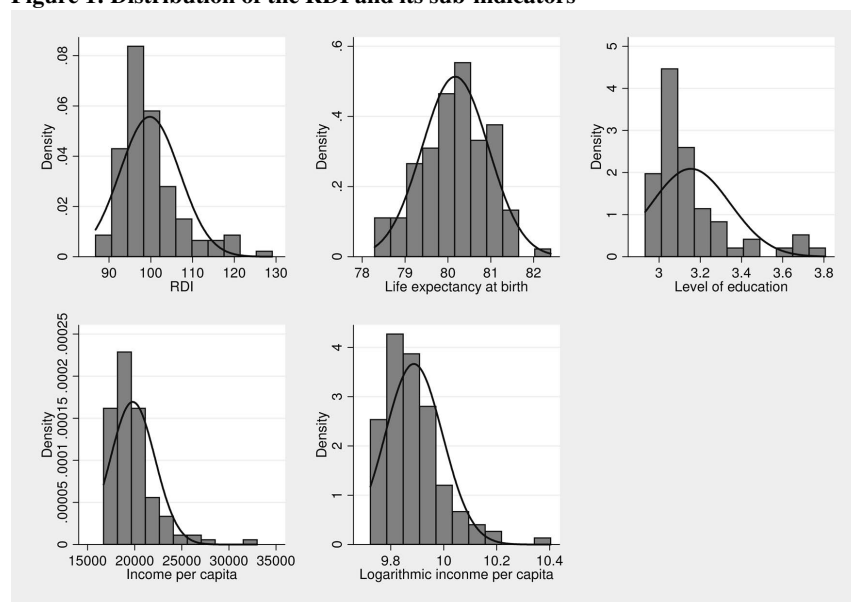 Figure 1: Distribution of the RDI and its sub-indicators
Density
0 .02 .04 .06 .08
90 100 110 120 130
RDI
Density
0 .2 .4 .6
78 79 80 81 82
Life expectancy at birth
Density
0 1 2 3 4 5
3 3.2 3.4 3.6 3.8
Level of education
Density
0 .00005 .0001 .00015 .0002 .00025
15000 20000 25000 30000 35000
Income per capita
Density
0 1 2 3 4
9.8 10 10.2 10.4
Logarithmic inconme per capita